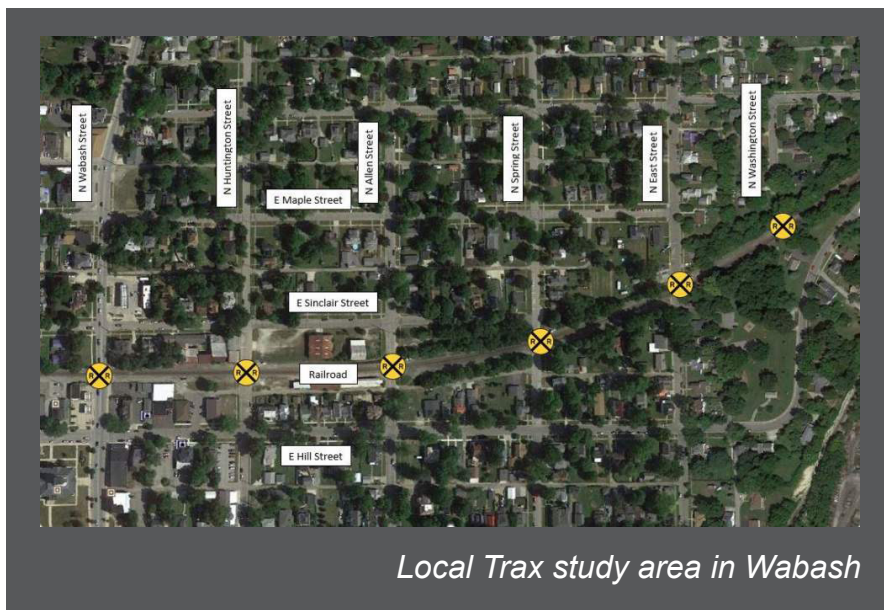 N Wabash Street
N Huntington Street
N Allen Street
N Spring Street
N East Street
N Washington Street
E Maple Street
E Sinclair Street
Railroad
E Hill Street
R R
R R
R R
R R
R R
R R
Local Trax study area in Wabash